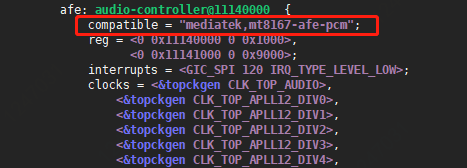 afe: audio-controller@11140000  {
compatible = "mediatek,mt8167-afe-pcm";
reg = <0 0x11140000 0 0x1000>,
<0 0x11141000 0 0x9000>;
interrupts = <GIC_SPI 120 IRQ_TYPE_LEVEL_LOW>;
clocks = <&topckgen CLK_TOP_AUDIO>,
<&topckgen CLK_TOP_APLL12_DIV0>,
<&topckgen CLK_TOP_APLL12_DIV1>,
<&topckgen CLK_TOP_APLL12_DIV2>,
<&topckgen CLK_TOP_APLL12_DIV3>,
<&topckgen CLK_TOP_APLL12_DIV4>,